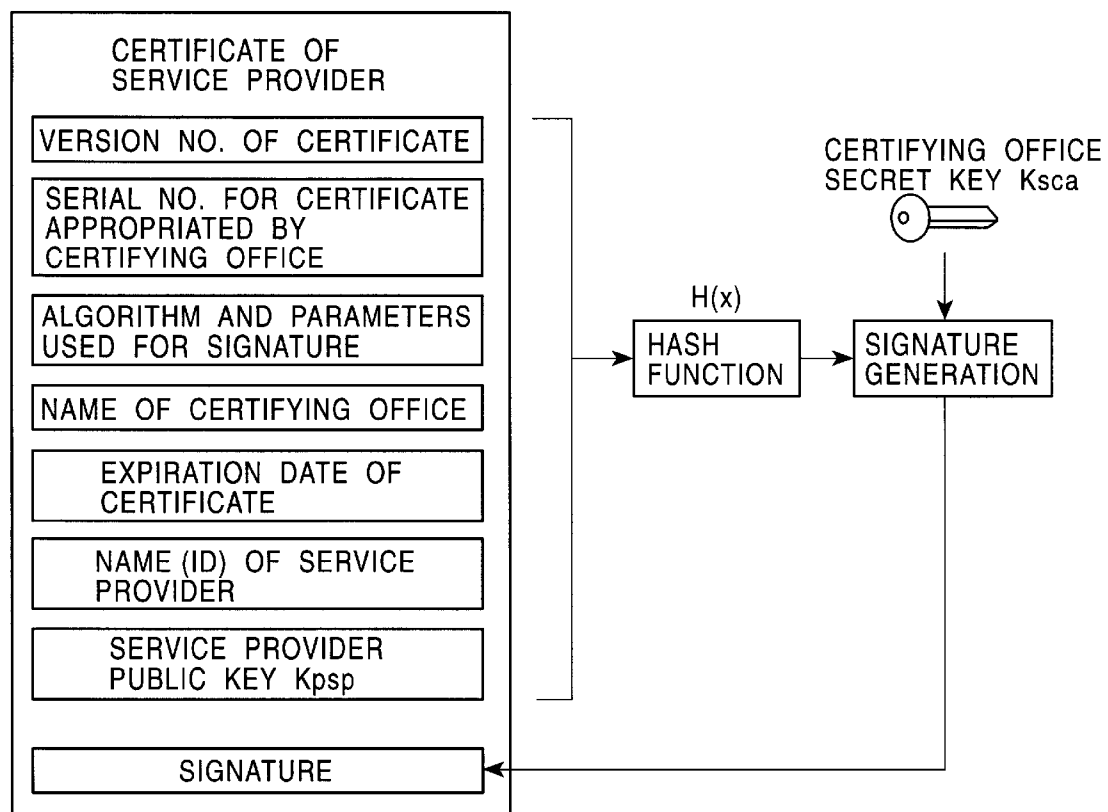 CERTIFICATE OF
SERVICE PROVIDER
VERSION NO. OF CERTIFICATE
SERIAL NO. FOR CERTIFICATE
APPROPRIATED BY
CERTIFYING OFFICE
ALGORITHM AND PARAMETERS
USED FOR SIGNATURE
NAME OF CERTIFYING OFFICE
EXPIRATION DATE OF
CERTIFICATE
NAME (ID) OF SERVICE
PROVIDER
SERVICE PROVIDER
PUBLIC KEY Kpsp
SIGNATURE
H(x)
HASH
FUNCTION
CERTIFYING OFFICE
SECRET KEY Ksca
SIGNATURE
GENERATION